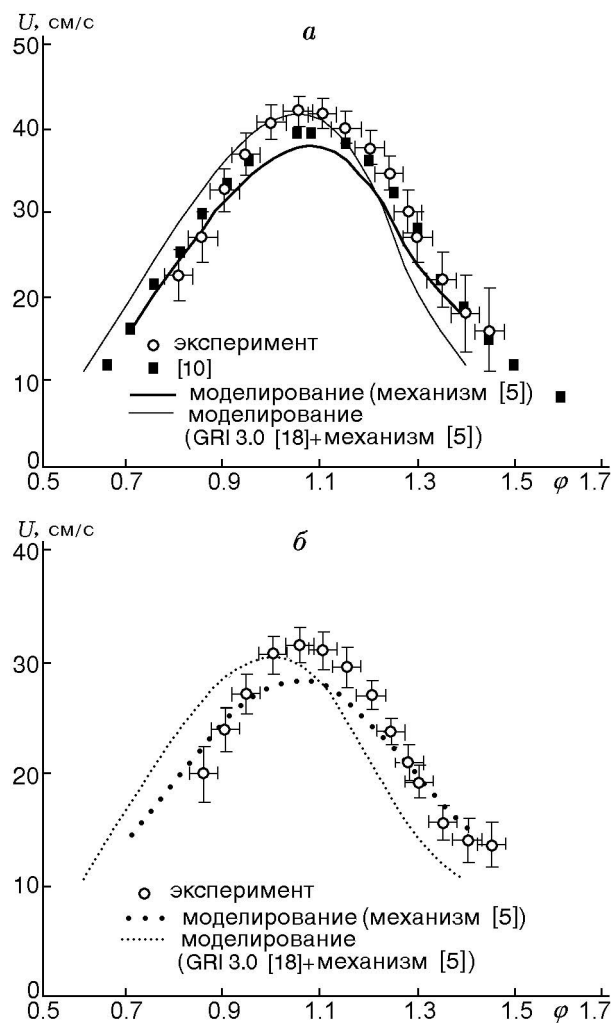 U, см/с
а
50
40
30
20
10
0
эксперимент
[10]
моделирование (механизм [5])
моделирование
(GRI 3.0 [18]+механизм [5])
0.5 0.7 0.9 1.1 1.3 1.5 φ 1.7
U, см/с
б
40
30
20
10
0
эксперимент
моделирование (механизм [5])
моделирование
(GRI 3.0 [18]+механизм [5])
0.5 0.7 0.9 1.1 1.3 1.5 φ 1.7